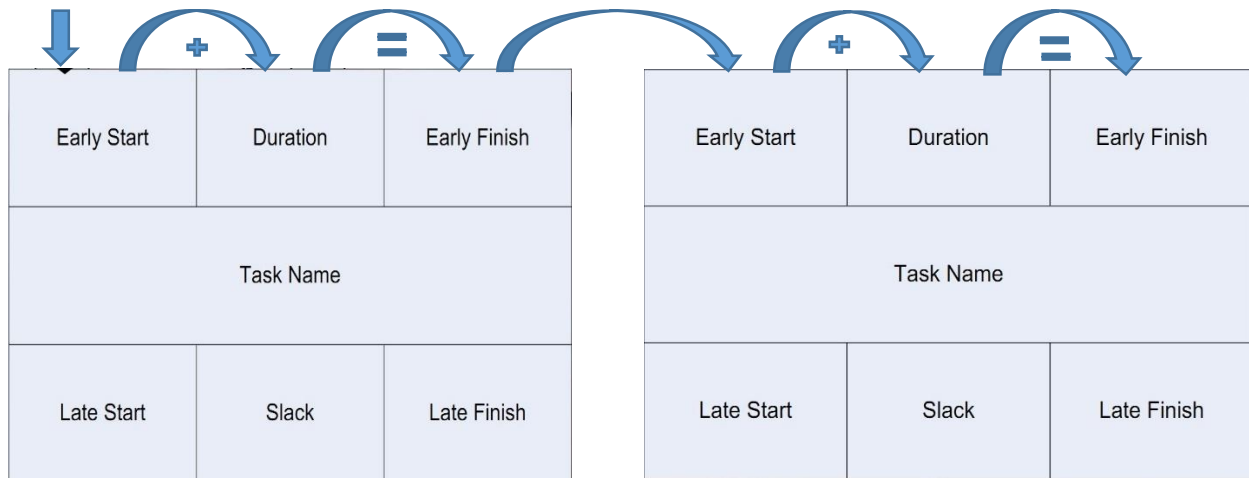 + = + =
Early Start Duration Early Finish Early Start Duration Early Finish
Task Name Task Name
Late Start Slack Late Finish Late Start Slack Late Finish